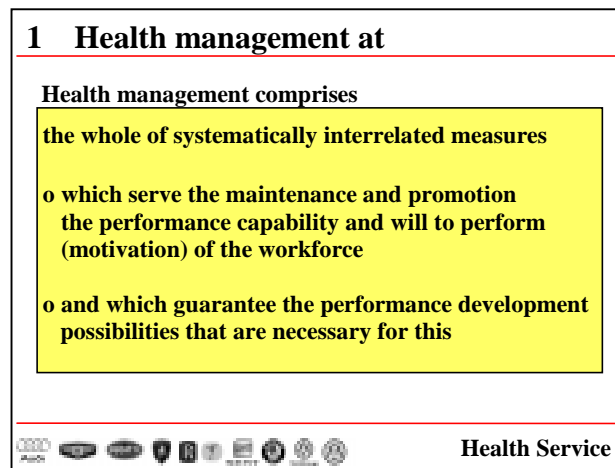 1 Health management at
Health management comprises
the whole of systematically interrelated measures
o which serve the maintenance and promotion
the performance capability and will to perform
(motivation) of the workforce
o and which guarantee the performance development
possibilities that are necessary for this
Audi
Health Service